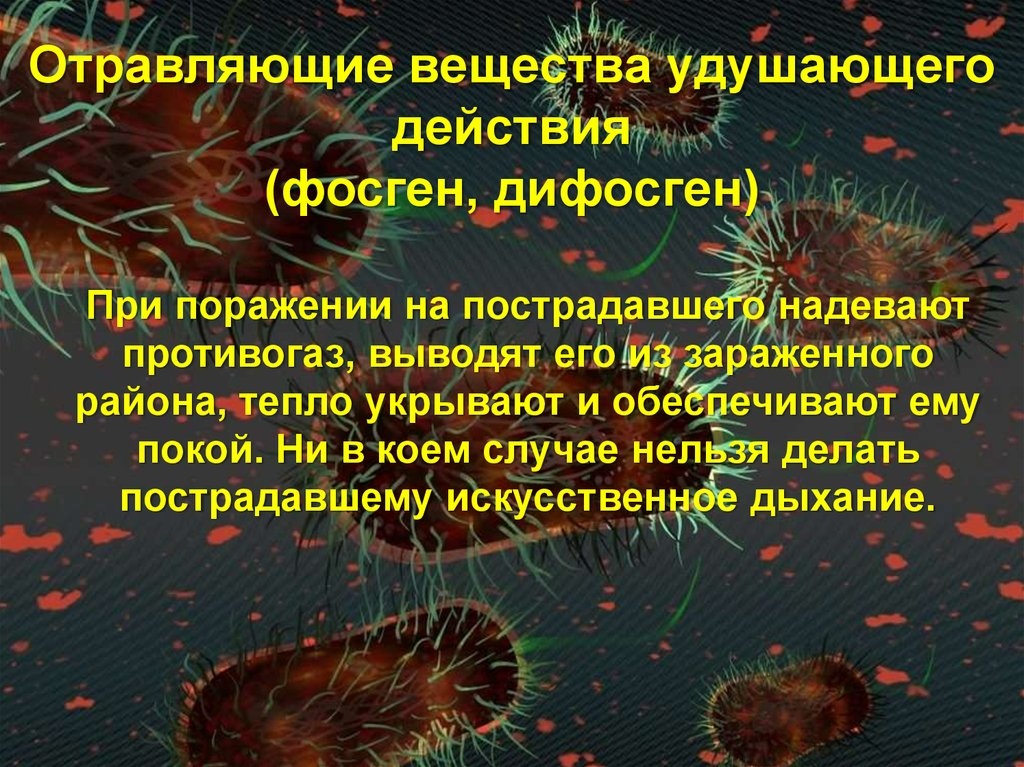 Отравляющие вещества удушающего
действия
(фосген, дифосген)
При поражении на пострадавшего надевают
противогаз, выводят его из зараженного
района, тепло укрывают и обеспечивают ему
покой. Ни в коем случае нельзя делать
пострадавшему искусственное дыхание.